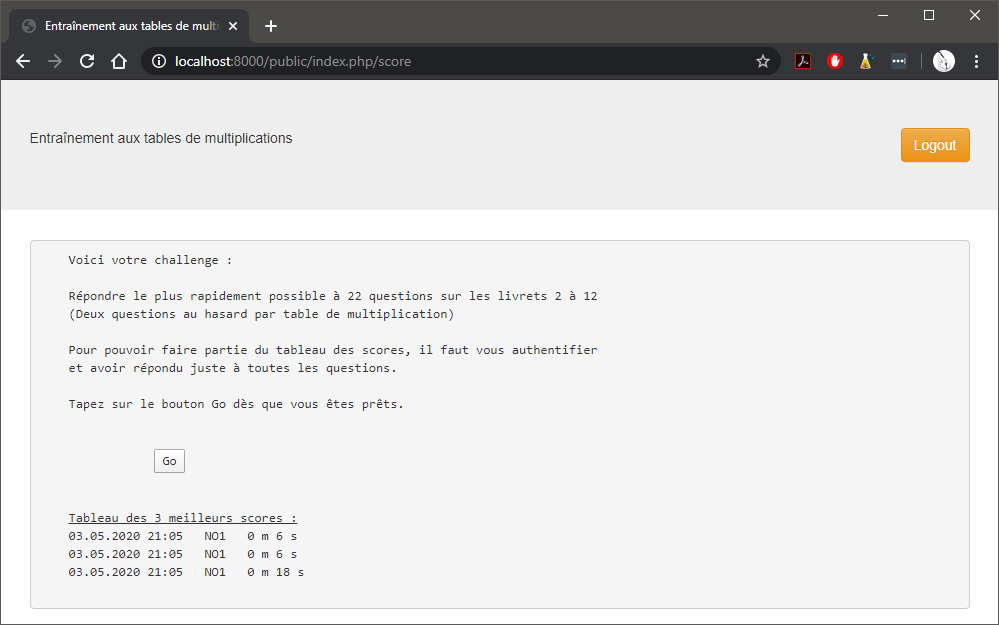 Entraînement aux tables de multi
localhost:8000/public/index.php/score
Entraînement aux tables de multiplications
Logout
Voici votre challenge :
Répondre le plus rapidement possible à 22 questions sur les livrets 2 à 12
(Deux questions au hasard par table de multiplication)
Pour pouvoir faire partie du tableau des scores, il faut vous authentifier
et avoir répondu juste à toutes les questions.
Tapez sur le bouton Go dès que vous êtes prêts.
Go
Tableau des 3 meilleurs scores :
03.05.2020 21:05 NO1 0 m 6 s
03.05.2020 21:05 NO1 0 m 6 s
03.05.2020 21:05 NO1 0 m 18 s